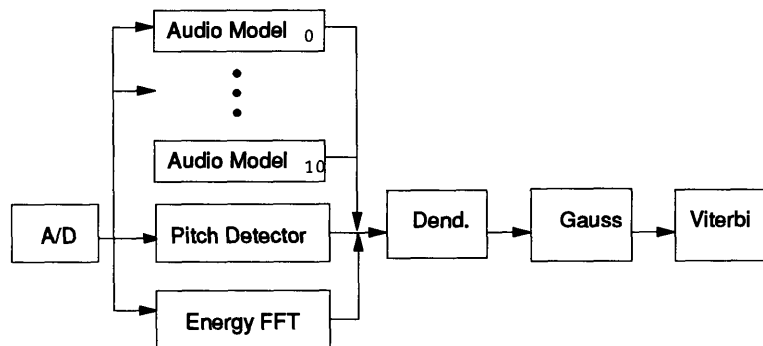 Audio Model 0
Audio Model 10
A/D
Pitch Detector
Dend.
Gauss
Viterbi
Energy FFT